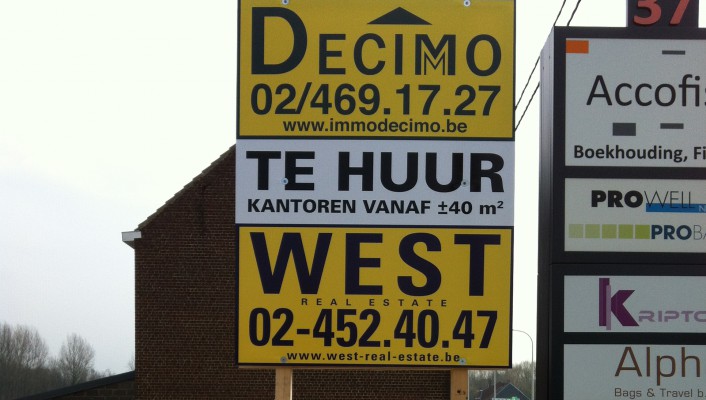 DECIMO
02/469.17.27
www.immodecimo.be
TE HUUR
KANTOREN VANAF ±40 m²
WEST
REAL ESTATE
02-452.40.47
www.west-real-estate.be
37
Accofis
Boekhouding, Fi
PROWELL
PROBA
KRIPTO
Alph
Bags & Travel b